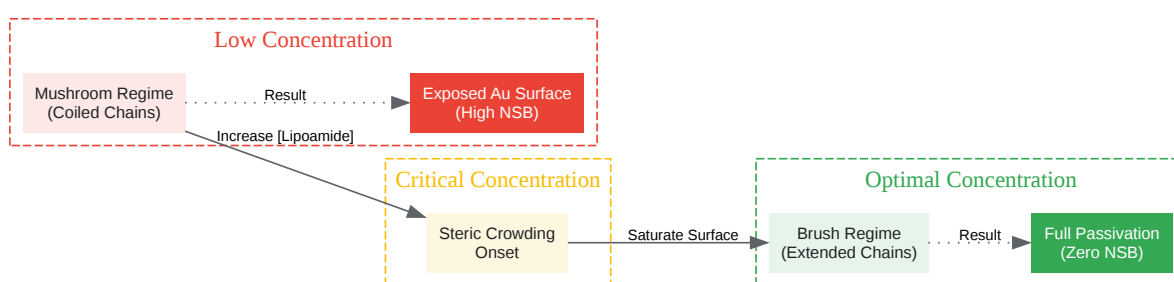 Low Concentration
Mushroom Regime
(Coiled Chains)
Result
Exposed Au Surface
(High NSB)
Increase [Lipoamide]
Critical Concentration
Steric Crowding
Onset
Saturate Surface
Optimal Concentration
Brush Regime
(Extended Chains)
Result
Full Passivation
(Zero NSB)